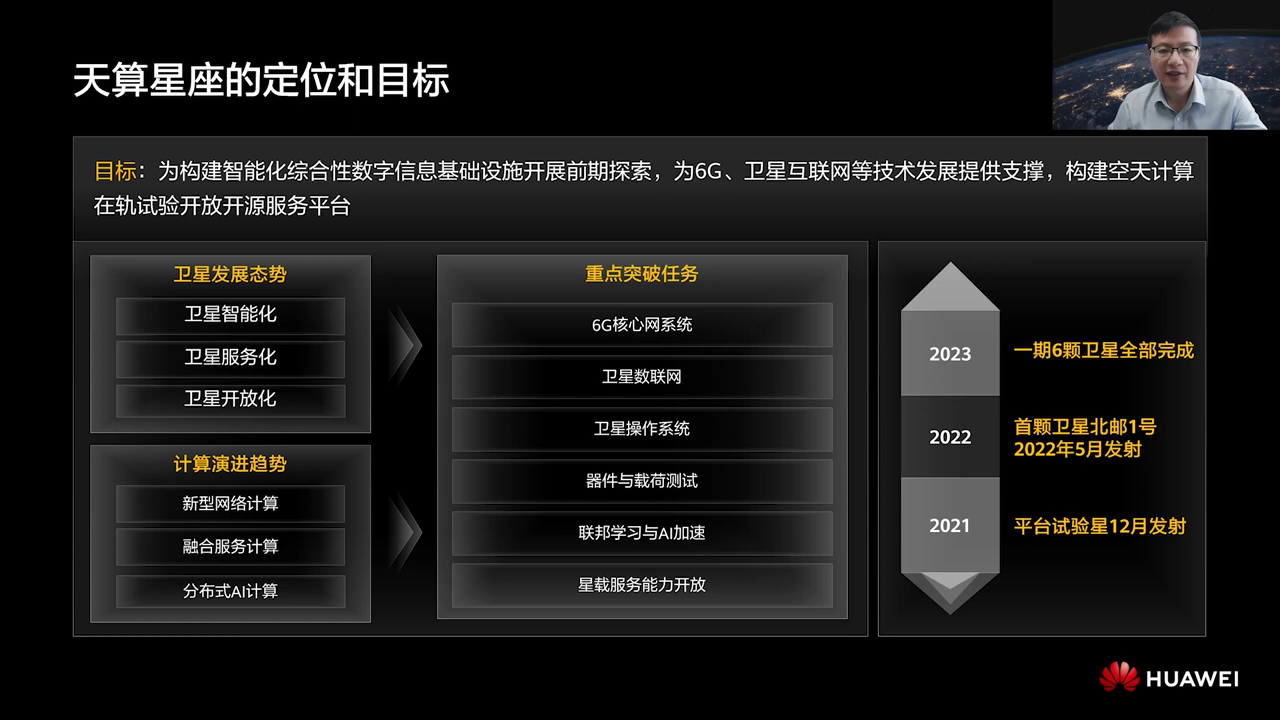 天算星座的定位和目标
目标：为构建智能化综合性数字信息基础设施开展前期探索，为6G、卫星互联网等技术发展提供支撑，构建空天计算
在轨试验开放开源服务平台
卫星发展态势
卫星智能化
卫星服务化
卫星开放化
计算演进趋势
新型网络计算
融合服务计算
分布式AI计算
重点突破任务
6G核心网系统
卫星数联网
卫星操作系统
器件与载荷测试
联邦学习与AI加速
星载服务能力开放
2023
一期6颗卫星全部完成
2022
首颗卫星北邮1号
2022年5月发射
2021
平台试验星12月发射
HUAWEI